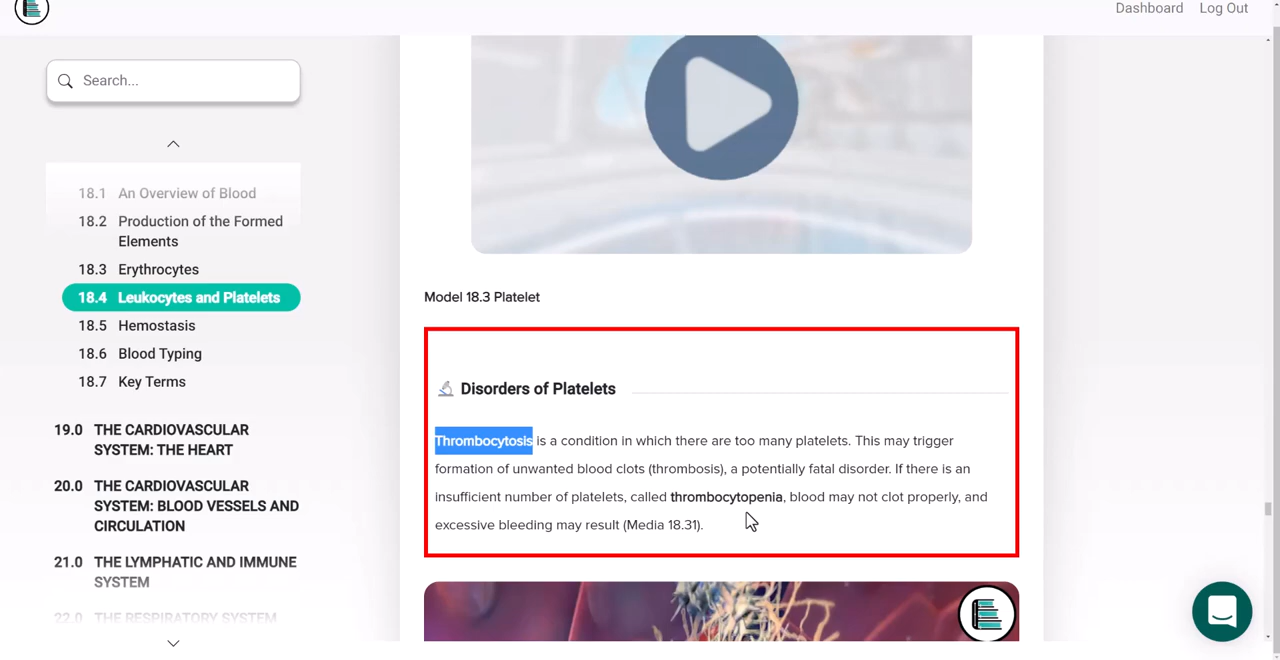 Dashboard Log Out
Search...
18.1 An Overview of Blood
18.2 Production of the Formed
Elements
18.3 Erythrocytes
18.4 Leukocytes and Platelets
18.5 Hemostasis
18.6 Blood Typing
18.7 Key Terms
19.0 THE CARDIOVASCULAR
SYSTEM: THE HEART
20.0 THE CARDIOVASCULAR
SYSTEM: BLOOD VESSELS AND
CIRCULATION
21.0 THE LYMPHATIC AND IMMUNE
SYSTEM
22.0 THE RESPIRATORY SYSTEM
Model 18.3 Platelet
Disorders of Platelets
Thrombocytosis is a condition in which there are too many platelets. This may trigger
formation of unwanted blood clots (thrombosis), a potentially fatal disorder. If there is an
insufficient number of platelets, called thrombocytopenia, blood may not clot properly, and
excessive bleeding may result (Media 18.31).